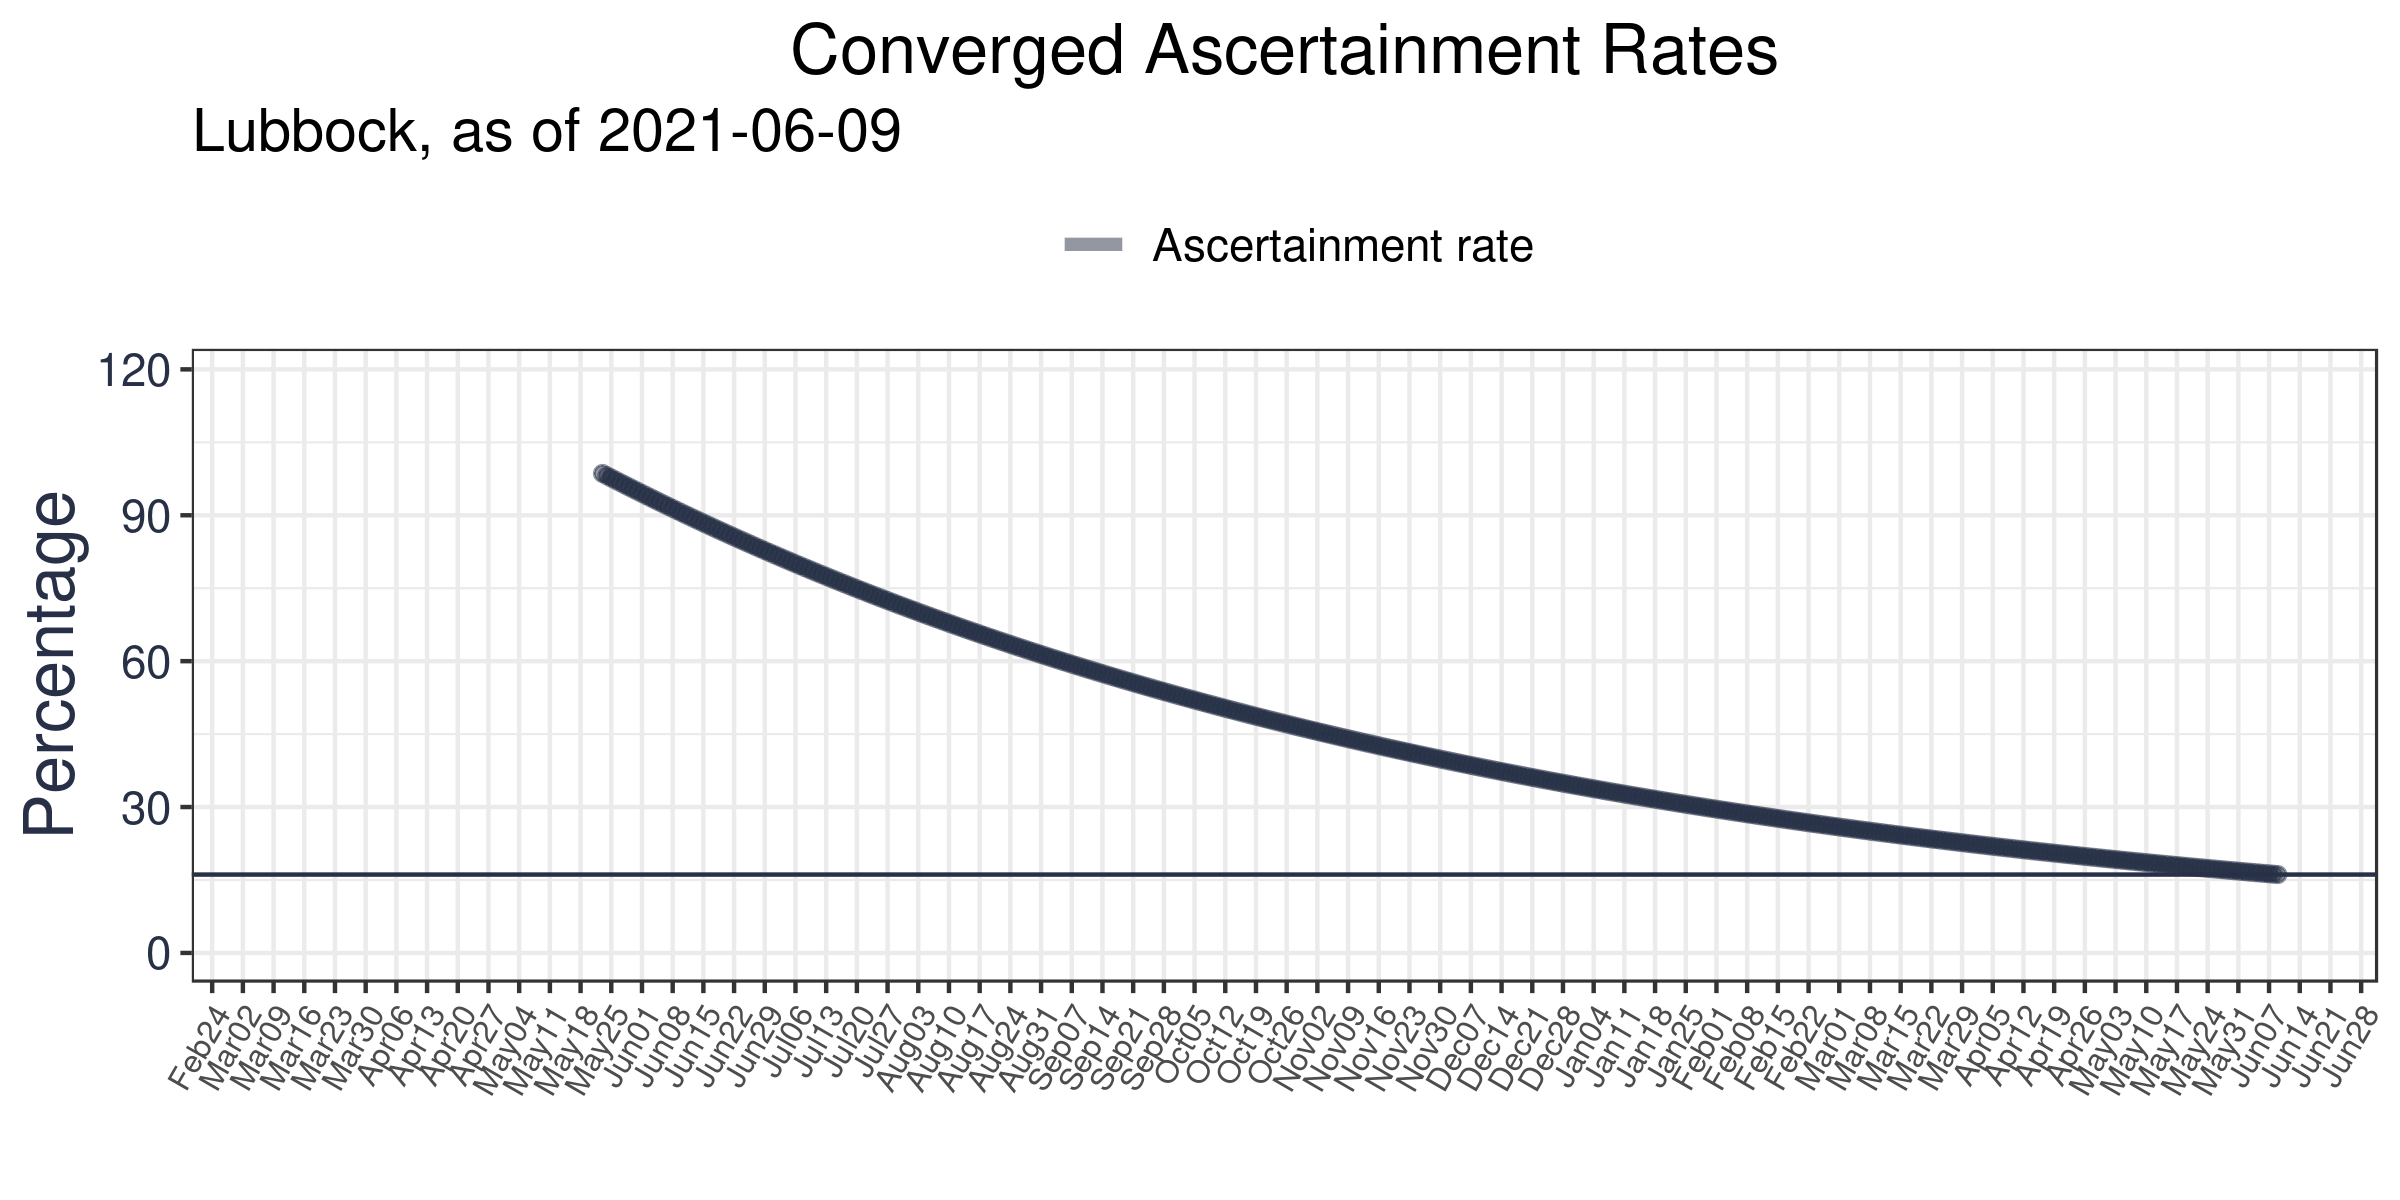 Converged Ascertainment Rates
Lubbock, as of 2021-06-09
Ascertainment rate
Percentage
120
90
60
30
0
Feb24 Mar02 Mar09 Mar16 Mar23 Mar30 Apr06 Apr13 Apr20 Apr27 May04 May11 May18 May25 Jun01 Jun08 Jun15 Jun22 Jun29 Jul06 Jul13 Jul20 Jul27 Aug03 Aug10 Aug17 Aug24 Aug31 Sep07 Sep14 Sep21 Sep28 Oct05 Oct12 Oct19 Oct26 Nov02 Nov09 Nov16 Nov23 Nov30 Dec07 Dec14 Dec21 Dec28 Jan04 Jan11 Jan18 Jan25 Feb01 Feb08 Feb15 Feb22 Mar01 Mar08 Mar15 Mar22 Mar29 Apr05 Apr12 Apr19 Apr26 May03 May10 May17 May24 May31 Jun07 Jun14 Jun21 Jun28